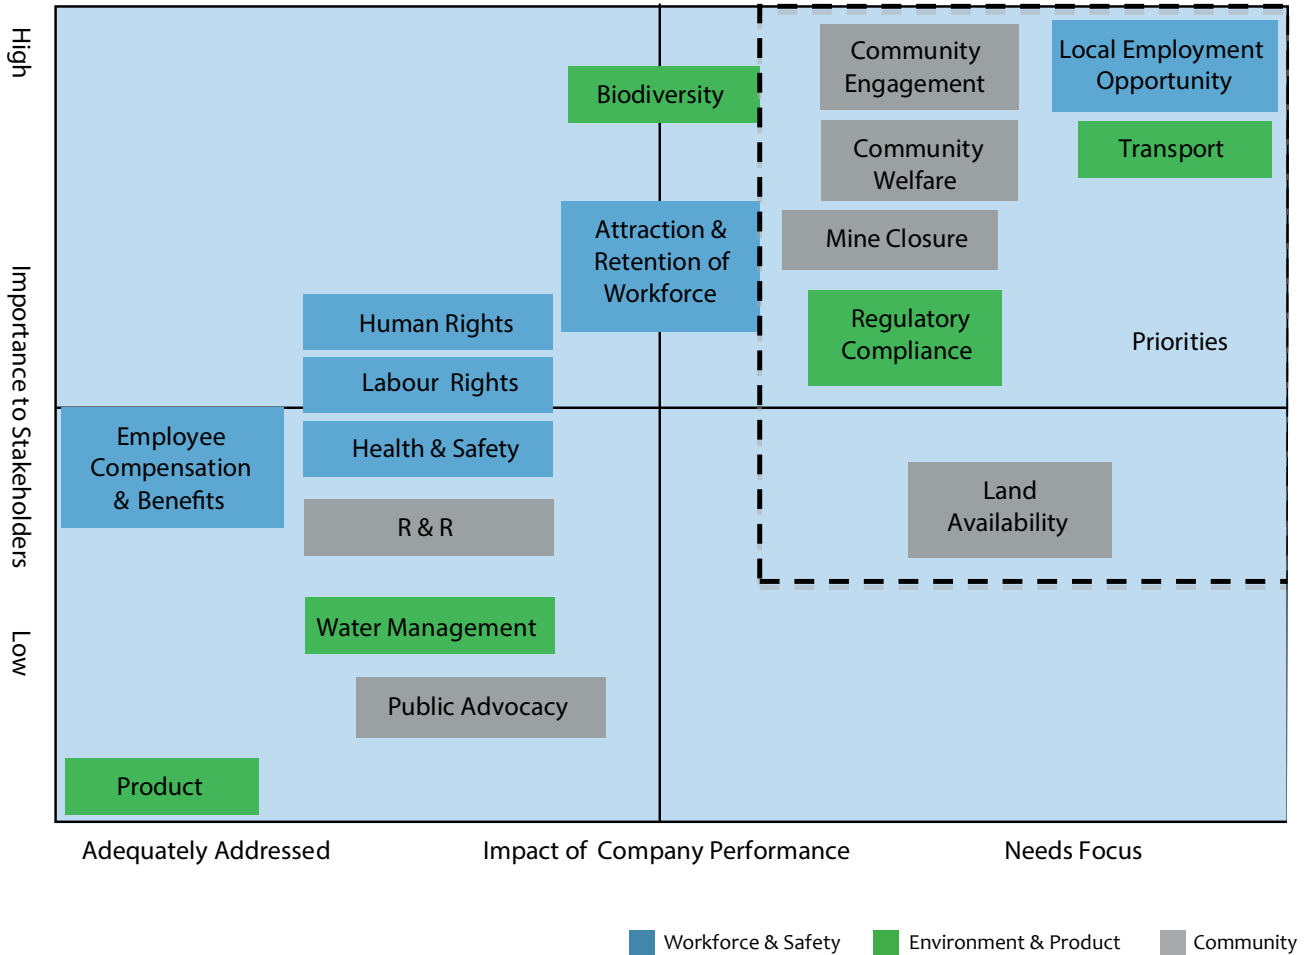 High
Importance to Stakeholders
Low
Community
Engagement
Local Employment
Opportunity
Biodiversity
Community
Welfare
Transport
Attraction &
Retention of
Workforce
Mine Closure
Human Rights
Regulatory
Compliance
Priorities
Labour Rights
Employee
Compensation
& Benefits
Health & Safety
Land
Availability
R & R
Water Management
Public Advocacy
Product
Adequately Addressed
Impact of Company Performance
Needs Focus
Workforce & Safety
Environment & Product
Community